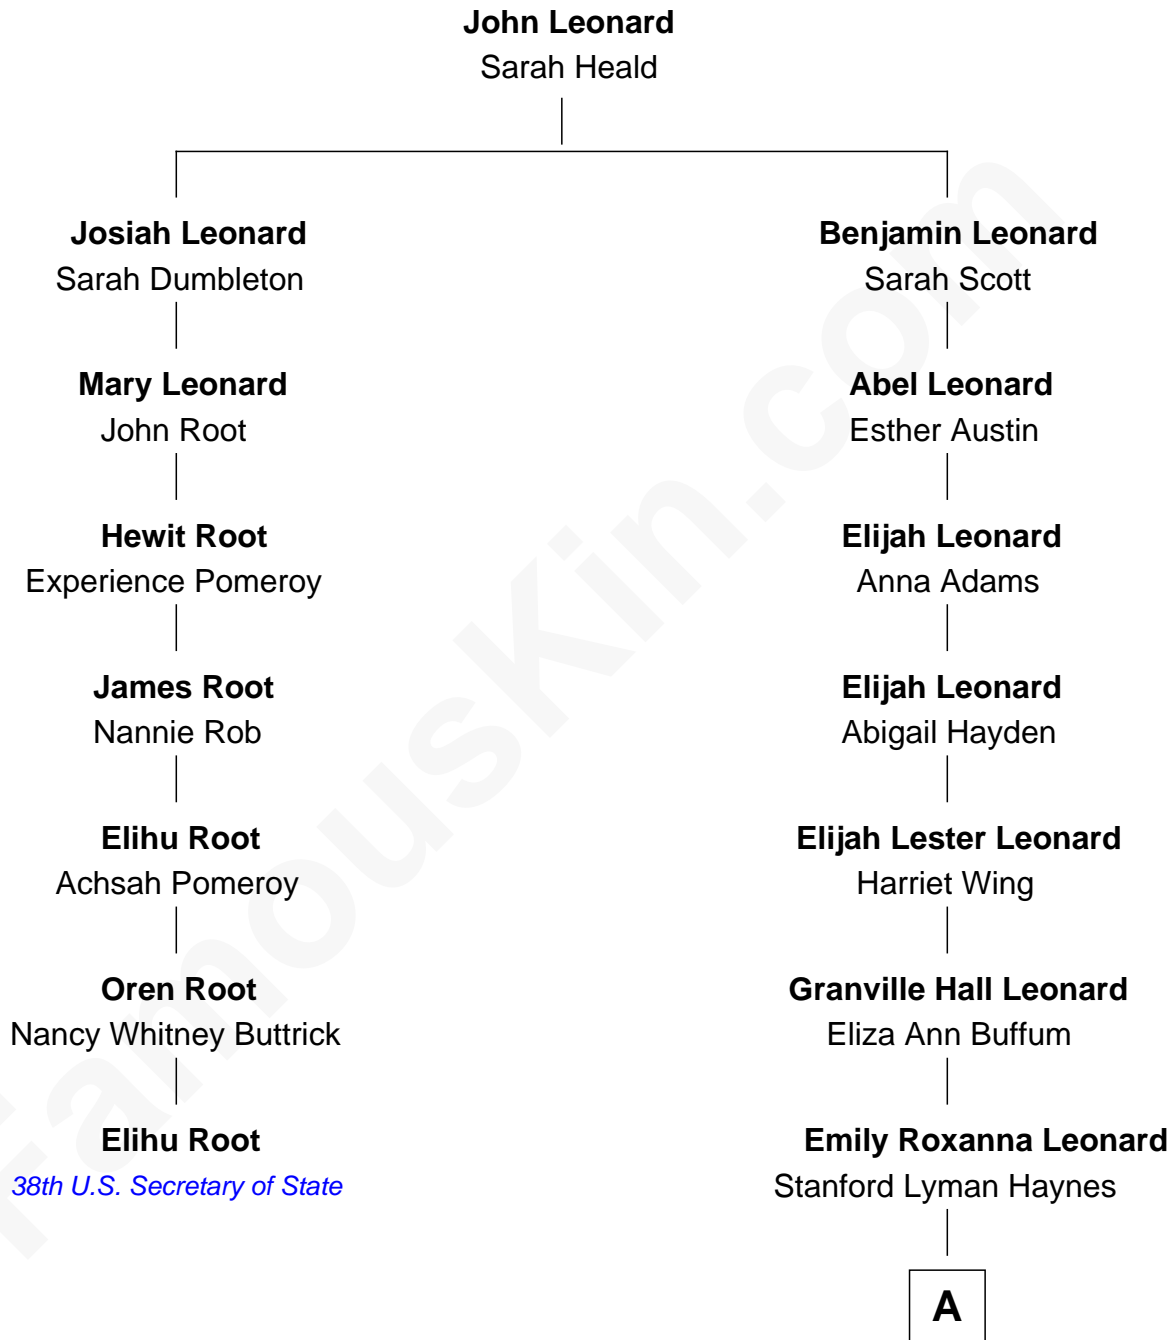 John Leonard
Sarah Heald
Josiah Leonard
Sarah Dumbleton
Benjamin Leonard
Sarah Scott
Mary Leonard
John Root
Abel Leonard
Esther Austin
Hewit Root
Experience Pomeroy
Elijah Leonard
Anna Adams
James Root
Nannie Rob
Elijah Leonard
Abigail Hayden
Elihu Root
Achsah Pomeroy
Elijah Lester Leonard
Harriet Wing
Oren Root
Nancy Whitney Buttrick
Granville Hall Leonard
Eliza Ann Buffum
Elihu Root
38th U.S. Secretary of State
Emily Roxanna Leonard
Stanford Lyman Haynes
A
FamousKin.com